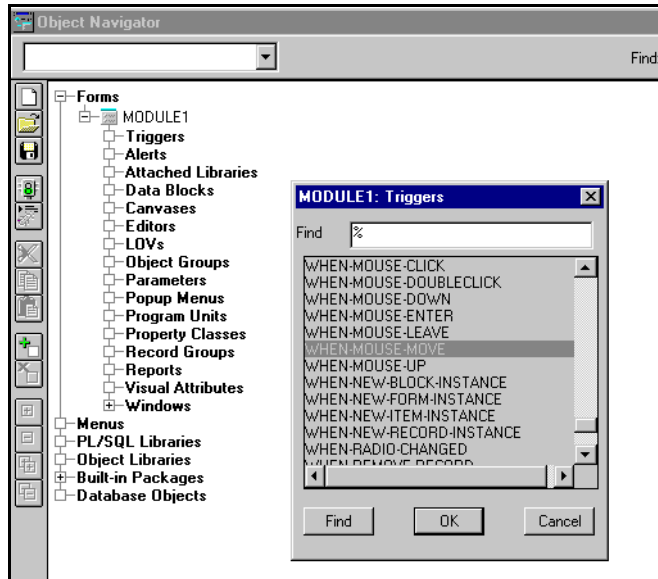 Object Navigator
Find
Forms
MODULE1
Triggers
Alerts
Attached Libraries
Data Blocks
Canvases
Editors
LOVs
Object Groups
Parameters
Popup Menus
Program Units
Property Classes
Record Groups
Reports
Visual Attributes
Windows
Menus
PL/SQL Libraries
Object Libraries
Built-in Packages
Database Objects
MODULE1: Triggers
Find %
WHEN-MOUSE-CLICK
WHEN-MOUSE-DOUBLECLICK
WHEN-MOUSE-DOWN
WHEN-MOUSE-ENTER
WHEN-MOUSE-LEAVE
WHEN-MOUSE-MOVE
WHEN-MOUSE-UP
WHEN-NEW-BLOCK-INSTANCE
WHEN-NEW-FORM-INSTANCE
WHEN-NEW-ITEM-INSTANCE
WHEN-NEW-RECORD-INSTANCE
WHEN-RADIO-CHANGED
WHEN-REMOVE-RECORD
Find OK Cancel